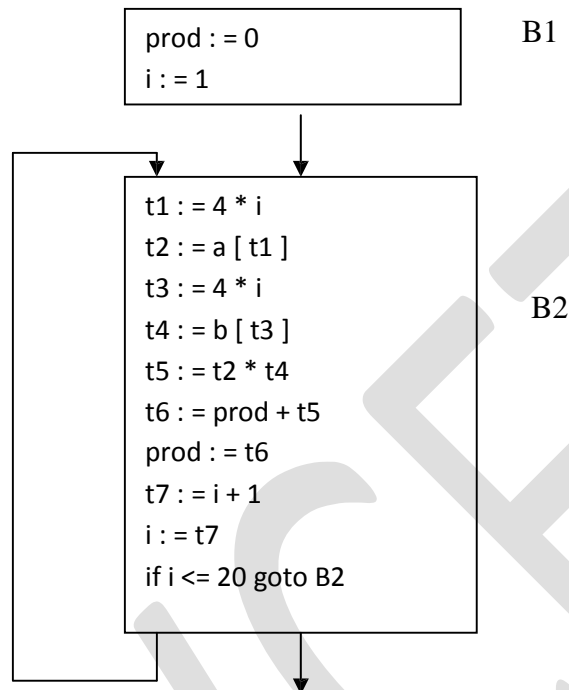 prod : = 0
B1
i : = 1
t1 : = 4 * i
t2 : = a [ t1 ]
t3 : = 4 * i
B2
t4 : = b [ t3 ]
t5 : = t2 * t4
t6 : = prod + t5
prod : = t6
t7 : = i + 1
i : = t7
if i <= 20 goto B2